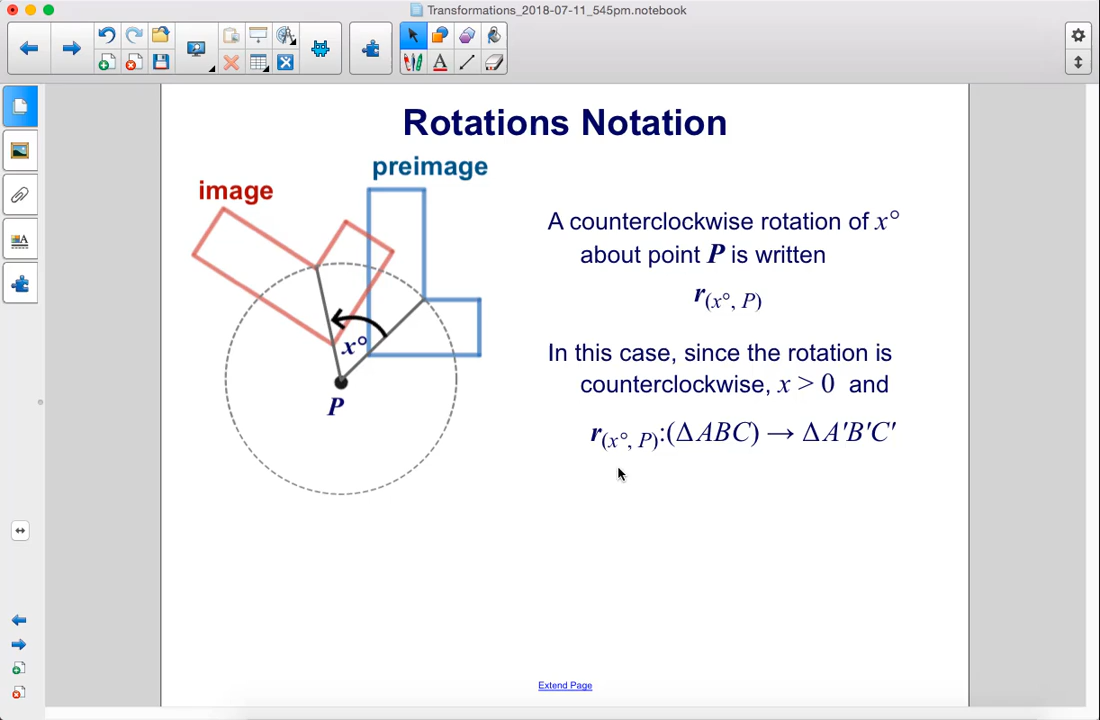 Transformations_2018-07-11_545pm.notebook
Rotations Notation
preimage
image
x°
P
A counterclockwise rotation of x°
about point P is written
r(x°, P)
In this case, since the rotation is
counterclockwise, x > 0 and
r(x°, P):(ΔABC) → ΔA′B′C′
Extend Page